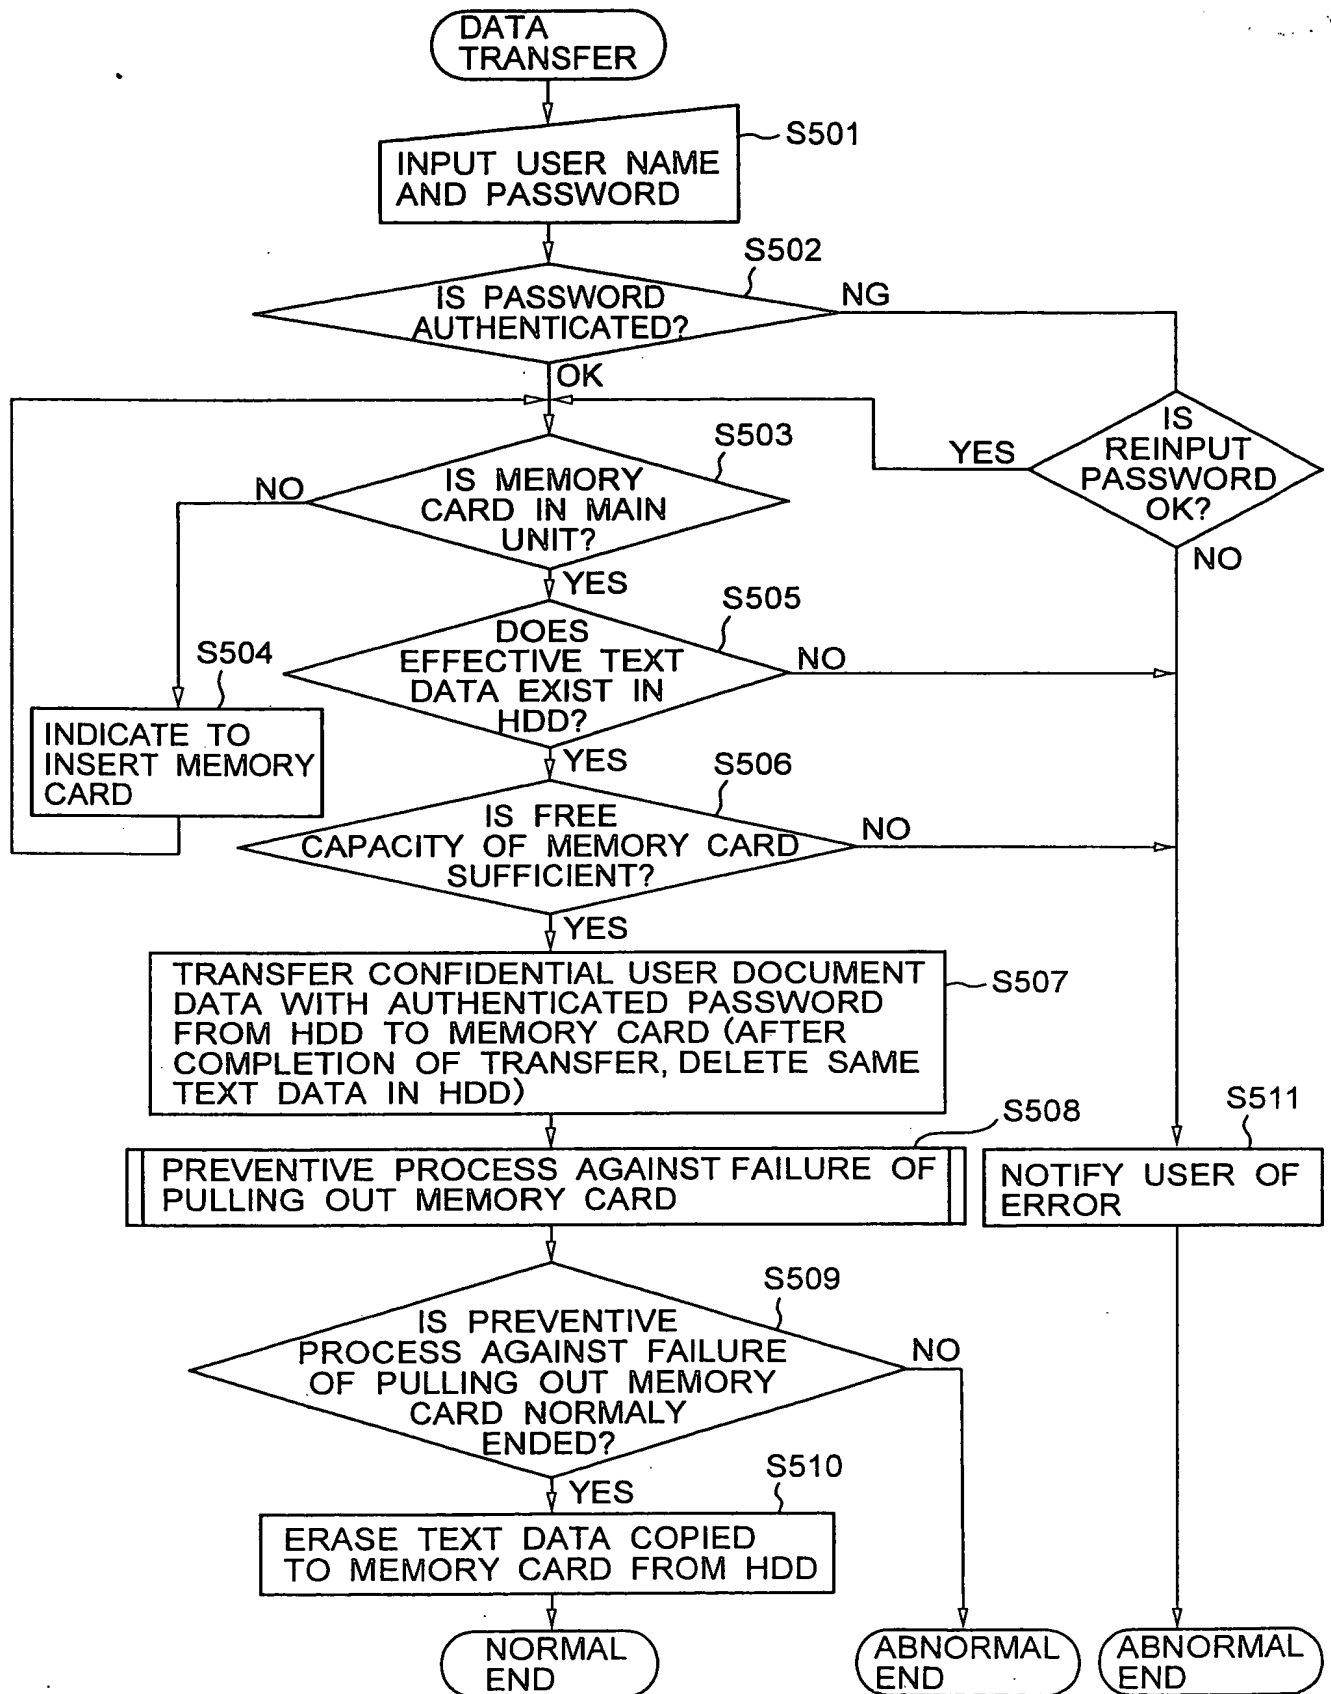 DATA
TRANSFER
S501
INPUT USER NAME
AND PASSWORD
S502
IS PASSWORD
AUTHENTICATED?
NG
OK
IS
REINPUT
PASSWORD
OK?
YES
NO
S503
IS MEMORY
CARD IN MAIN
UNIT?
NO
YES
S504
INDICATE TO
INSERT MEMORY
CARD
S505
DOES
EFFECTIVE TEXT
DATA EXIST IN
HDD?
NO
YES
S506
IS FREE
CAPACITY OF MEMORY CARD
SUFFICIENT?
NO
YES
S507
TRANSFER CONFIDENTIAL USER DOCUMENT
DATA WITH AUTHENTICATED PASSWORD
FROM HDD TO MEMORY CARD (AFTER
COMPLETION OF TRANSFER, DELETE SAME
TEXT DATA IN HDD)
S508
PREVENTIVE PROCESS AGAINST FAILURE OF
PULLING OUT MEMORY CARD
S511
NOTIFY USER OF
ERROR
S509
IS PREVENTIVE
PROCESS AGAINST FAILURE
OF PULLING OUT MEMORY
CARD NORMALY
ENDED?
NO
YES
S510
ERASE TEXT DATA COPIED
TO MEMORY CARD FROM HDD
NORMAL
END
ABNORMAL
END
ABNORMAL
END